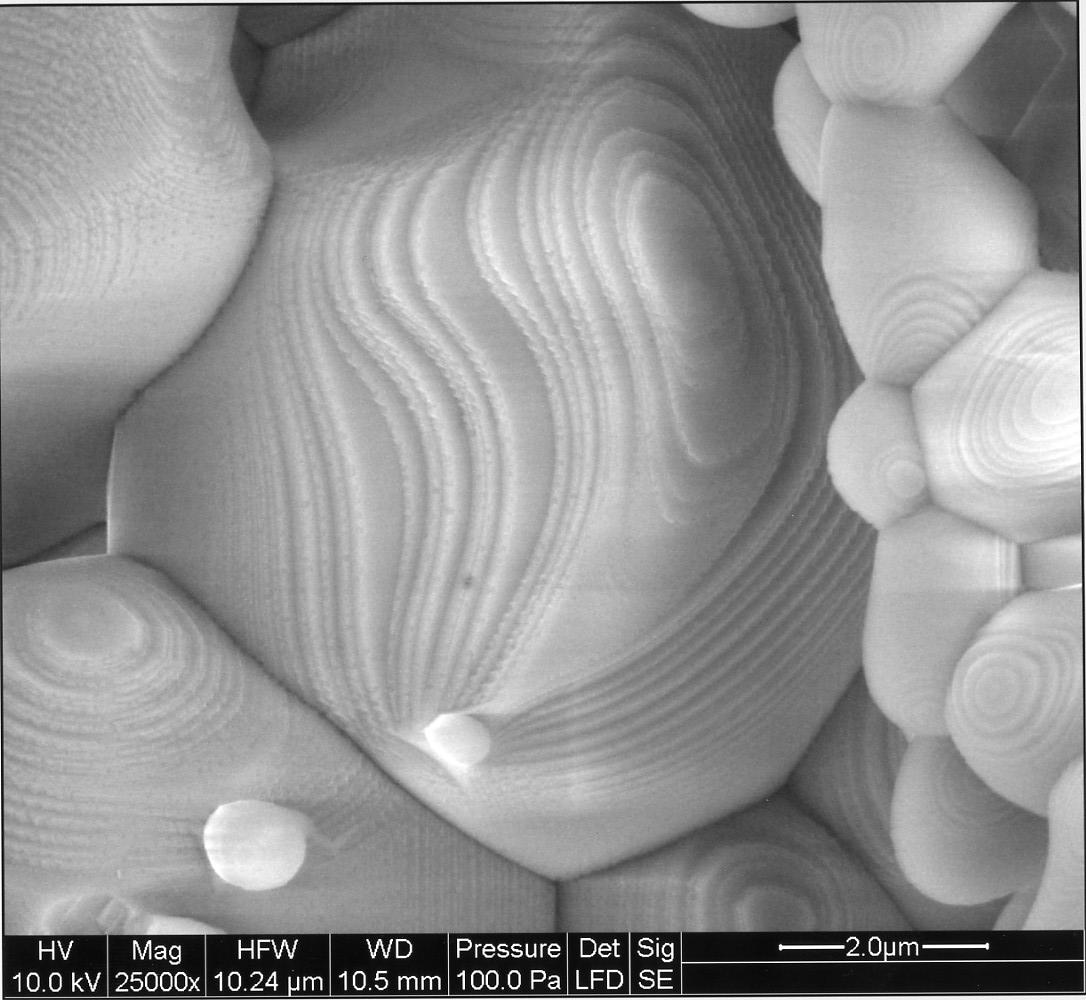 HV Mag HFW WD Pressure Det Sig
10.0 kV 25000x 10.24 µm 10.5 mm 100.0 Pa LFD SE
2.0µm